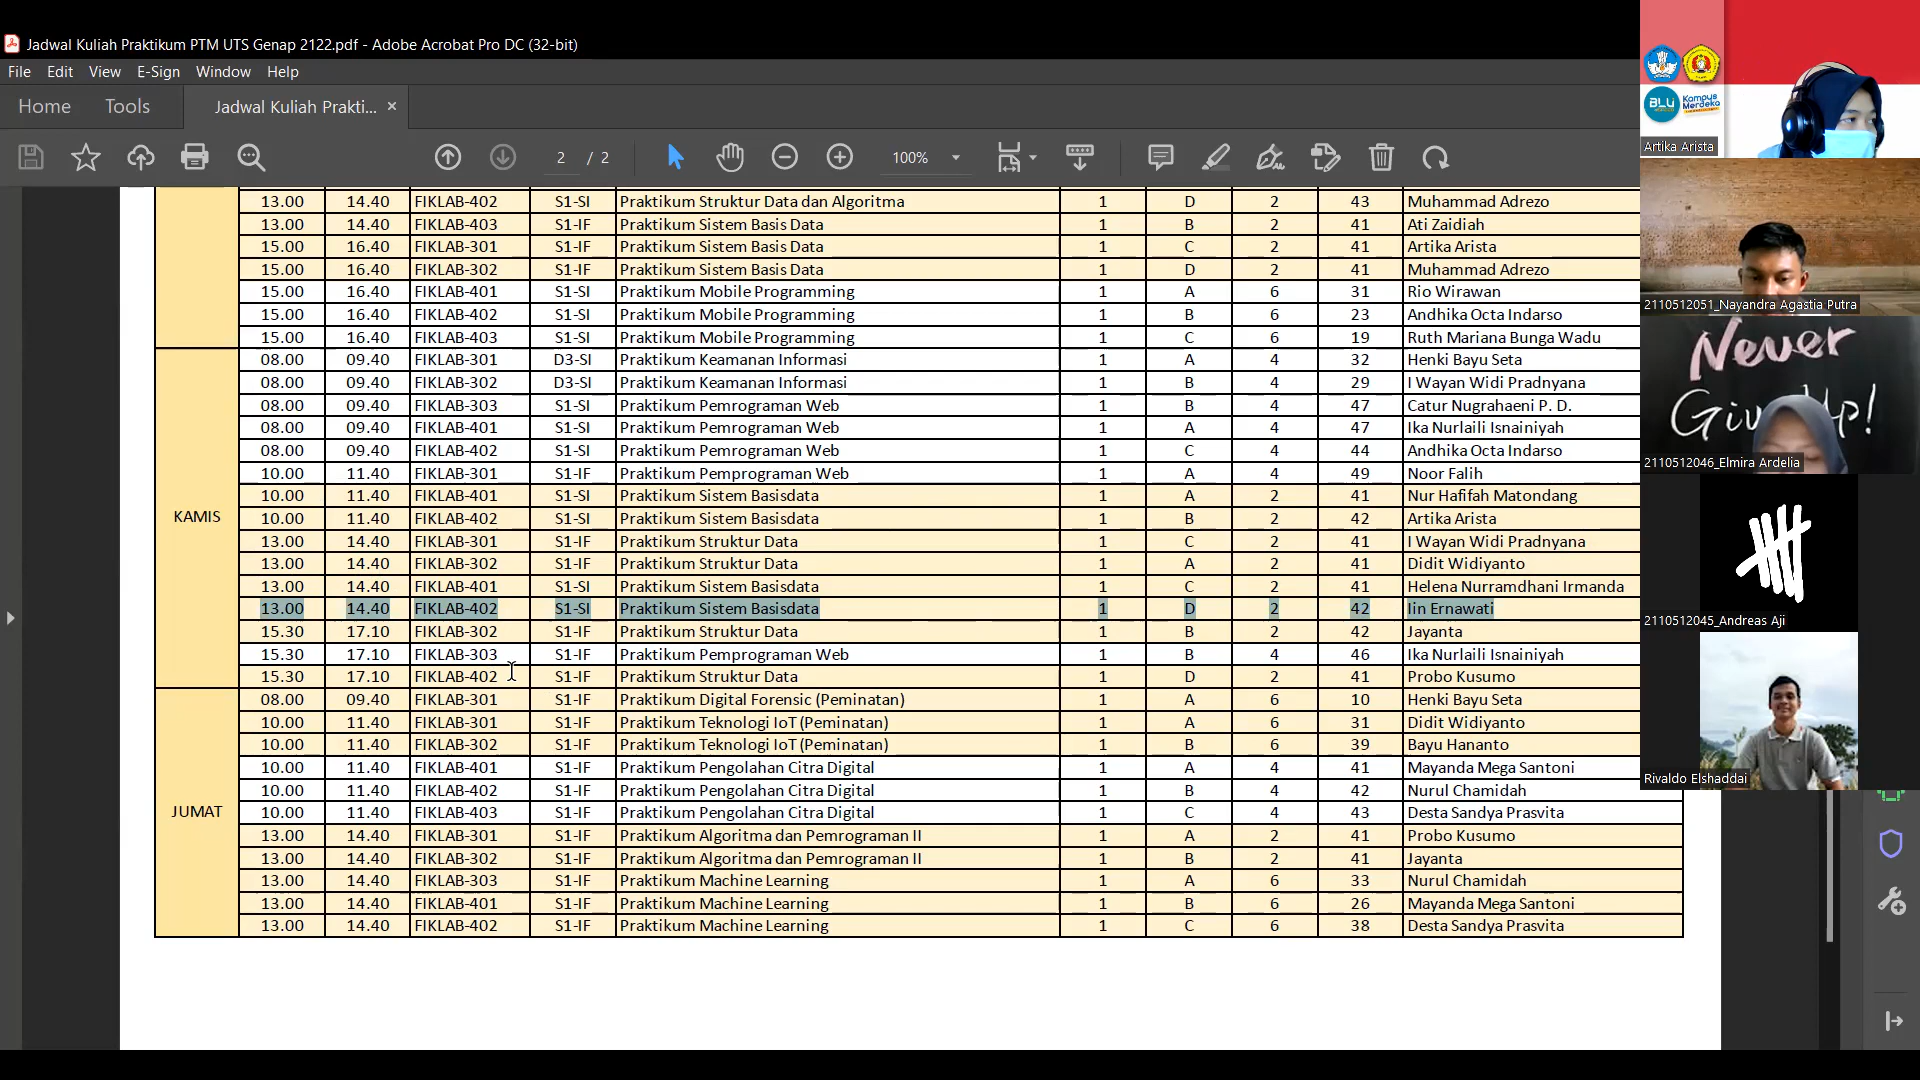 Jadwal Kuliah Praktikum PTM UTS Genap 2122.pdf - Adobe Acrobat Pro DC (32-bit)
File Edit View E-Sign Window Help
Home Tools Jadwal Kuliah Prakti... ×
2 / 2 100%
13.00 14.40 FIKLAB-402 S1-SI Praktikum Struktur Data dan Algoritma 1 D 2 43 Muhammad Adrezo
13.00 14.40 FIKLAB-403 S1-IF Praktikum Sistem Basis Data 1 B 2 41 Ati Zaidiah
15.00 16.40 FIKLAB-301 S1-IF Praktikum Sistem Basis Data 1 C 2 41 Artika Arista
15.00 16.40 FIKLAB-302 S1-IF Praktikum Sistem Basis Data 1 D 2 41 Muhammad Adrezo
15.00 16.40 FIKLAB-401 S1-SI Praktikum Mobile Programming 1 A 6 31 Rio Wirawan
15.00 16.40 FIKLAB-402 S1-SI Praktikum Mobile Programming 1 B 6 23 Andhika Octa Indarso
15.00 16.40 FIKLAB-403 S1-SI Praktikum Mobile Programming 1 C 6 19 Ruth Mariana Bunga Wadu
KAMIS
08.00 09.40 FIKLAB-301 D3-SI Praktikum Keamanan Informasi 1 A 4 32 Henki Bayu Seta
08.00 09.40 FIKLAB-302 D3-SI Praktikum Keamanan Informasi 1 B 4 29 I Wayan Widi Pradnyana
08.00 09.40 FIKLAB-303 S1-SI Praktikum Pemrograman Web 1 B 4 47 Catur Nugrahaeni P. D.
08.00 09.40 FIKLAB-401 S1-SI Praktikum Pemrograman Web 1 A 4 47 Ika Nurlaili Isnainiyah
08.00 09.40 FIKLAB-402 S1-SI Praktikum Pemrograman Web 1 C 4 44 Andhika Octa Indarso
10.00 11.40 FIKLAB-301 S1-IF Praktikum Pemprograman Web 1 A 4 49 Noor Falih
10.00 11.40 FIKLAB-401 S1-SI Praktikum Sistem Basisdata 1 A 2 41 Nur Hafifah Matondang
10.00 11.40 FIKLAB-402 S1-SI Praktikum Sistem Basisdata 1 B 2 42 Artika Arista
13.00 14.40 FIKLAB-301 S1-IF Praktikum Struktur Data 1 C 2 41 I Wayan Widi Pradnyana
13.00 14.40 FIKLAB-302 S1-IF Praktikum Struktur Data 1 A 2 41 Didit Widiyanto
13.00 14.40 FIKLAB-401 S1-SI Praktikum Sistem Basisdata 1 C 2 41 Helena Nurramdhani Irmanda
13.00 14.40 FIKLAB-402 S1-SI Praktikum Sistem Basisdata 1 D 2 42 Iin Ernawati
15.30 17.10 FIKLAB-302 S1-IF Praktikum Struktur Data 1 B 2 42 Jayanta
15.30 17.10 FIKLAB-303 S1-IF Praktikum Pemprograman Web 1 B 4 46 Ika Nurlaili Isnainiyah
15.30 17.10 FIKLAB-402 S1-IF Praktikum Struktur Data 1 D 2 41 Probo Kusumo
JUMAT
08.00 09.40 FIKLAB-301 S1-IF Praktikum Digital Forensic (Peminatan) 1 A 6 10 Henki Bayu Seta
10.00 11.40 FIKLAB-301 S1-IF Praktikum Teknologi IoT (Peminatan) 1 A 6 31 Didit Widiyanto
10.00 11.40 FIKLAB-302 S1-IF Praktikum Teknologi IoT (Peminatan) 1 B 6 39 Bayu Hananto
10.00 11.40 FIKLAB-401 S1-IF Praktikum Pengolahan Citra Digital 1 A 4 41 Mayanda Mega Santoni
10.00 11.40 FIKLAB-402 S1-IF Praktikum Pengolahan Citra Digital 1 B 4 42 Nurul Chamidah
10.00 11.40 FIKLAB-403 S1-IF Praktikum Pengolahan Citra Digital 1 C 4 43 Desta Sandya Prasvita
13.00 14.40 FIKLAB-301 S1-IF Praktikum Algoritma dan Pemrograman II 1 A 2 41 Probo Kusumo
13.00 14.40 FIKLAB-302 S1-IF Praktikum Algoritma dan Pemrograman II 1 B 2 41 Jayanta
13.00 14.40 FIKLAB-303 S1-IF Praktikum Machine Learning 1 A 6 33 Nurul Chamidah
13.00 14.40 FIKLAB-401 S1-IF Praktikum Machine Learning 1 B 6 26 Mayanda Mega Santoni
13.00 14.40 FIKLAB-402 S1-IF Praktikum Machine Learning 1 C 6 38 Desta Sandya Prasvita
BLU
Kampus
Merdeka
Artika Arista
2110512051_Nayandra Agastia Putra
Never
Give Up!
2110512046_Elmira Ardelia
2110512045_Andreas Aji
Rivaldo Elshaddai